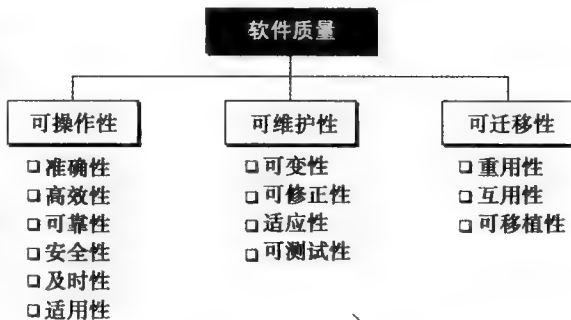 软件质量
可操作性
准确性
高效性
可靠性
安全性
及时性
适用性
可维护性
可变性
可修正性
适应性
可测试性
可迁移性
重用性
互用性
可移植性